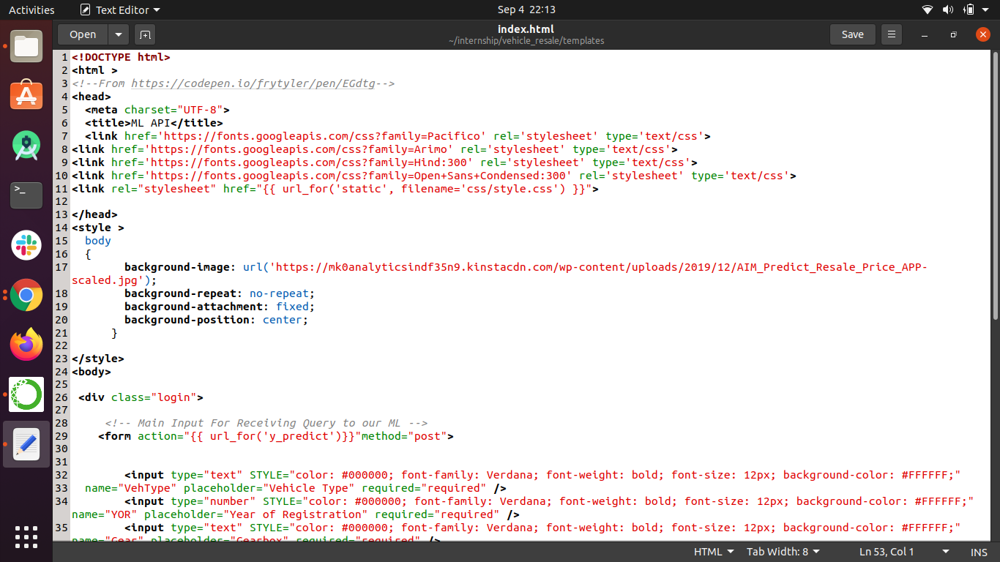 Activities Text Editor Sep 4 22:13
Open index.html Save
~/internship/vehicle_resale/templates
1 <!DOCTYPE html>
2 <html >
3 <!--From https://codepen.io/frytyler/pen/EGdtg-->
4 <head>
5   <meta charset="UTF-8">
6   <title>ML API</title>
7   <link href='https://fonts.googleapis.com/css?family=Pacifico' rel='stylesheet' type='text/css'>
8 <link href='https://fonts.googleapis.com/css?family=Arimo' rel='stylesheet' type='text/css'>
9 <link href='https://fonts.googleapis.com/css?family=Hind:300' rel='stylesheet' type='text/css'>
10 <link href='https://fonts.googleapis.com/css?family=Open+Sans+Condensed:300' rel='stylesheet' type='text/css'>
11 <link rel="stylesheet" href="{{ url_for('static', filename='css/style.css') }}">
12
13 </head>
14 <style >
15   body
16   {
17         background-image: url('https://mk0analyticsindf35n9.kinstacdn.com/wp-content/uploads/2019/12/AIM_Predict_Resale_Price_APP-
scaled.jpg');
18         background-repeat: no-repeat;
19         background-attachment: fixed;
20         background-position: center;
21       }
22
23 </style>
24 <body>
25
26  <div class="login">
27
28      <!-- Main Input For Receiving Query to our ML -->
29     <form action="{{ url_for('y_predict')}}"method="post">
30
31
32         <input type="text" STYLE="color: #000000; font-family: Verdana; font-weight: bold; font-size: 12px; background-color: #FFFFFF;"
33   name="VehType" placeholder="Vehicle Type" required="required" />
34         <input type="number" STYLE="color: #000000; font-family: Verdana; font-weight: bold; font-size: 12px; background-color: #FFFFFF;"
name="YOR" placeholder="Year of Registration" required="required" />
35         <input type="text" STYLE="color: #000000; font-family: Verdana; font-weight: bold; font-size: 12px; background-color: #FFFFFF;"
name="Gear" placeholder="Gearbox" required="required" />
HTML Tab Width: 8 Ln 53, Col 1 INS